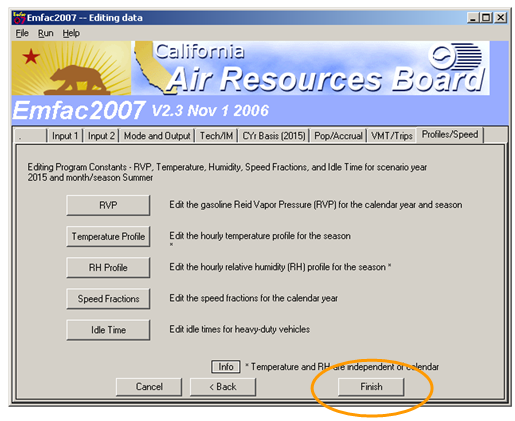 Emfac2007 -- Editing data
File Run Help
California
Air Resources Board
Emfac2007 V2.3 Nov 1 2006
. Input 1 Input 2 Mode and Output Tech/IM CYr Basis (2015) Pop/Accrual VMT/Trips Profiles/Speed
Editing Program Constants - RVP, Temperature, Humidity, Speed Fractions, and Idle Time for scenario year
2015 and month/season Summer
RVP Edit the gasoline Reid Vapor Pressure (RVP) for the calendar year and season
Temperature Profile Edit the hourly temperature profile for the season
*
RH Profile Edit the hourly relative humidity (RH) profile for the season *
Speed Fractions Edit the speed fractions for the calendar year
Idle Time Edit idle times for heavy-duty vehicles
Info * Temperature and RH are independent of calendar
Cancel < Back Finish